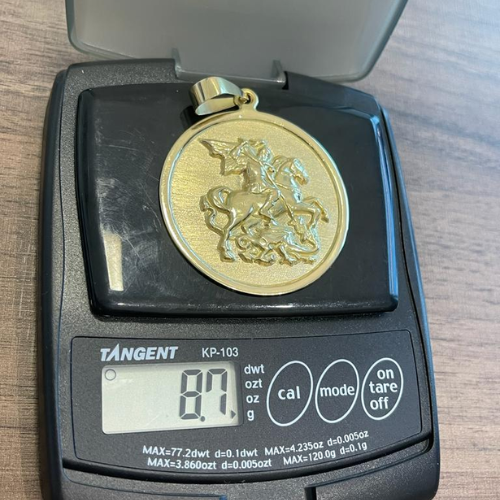 TANGENT KP-103
8.7.
dwt
ozt
oz
g
cal
mode
on
tare
off
MAX=77.2dwt d=0.1dwt MAX=4.235oz d=0.005oz
MAX=3.860ozt d=0.005ozt MAX=120.0g d=0.1g